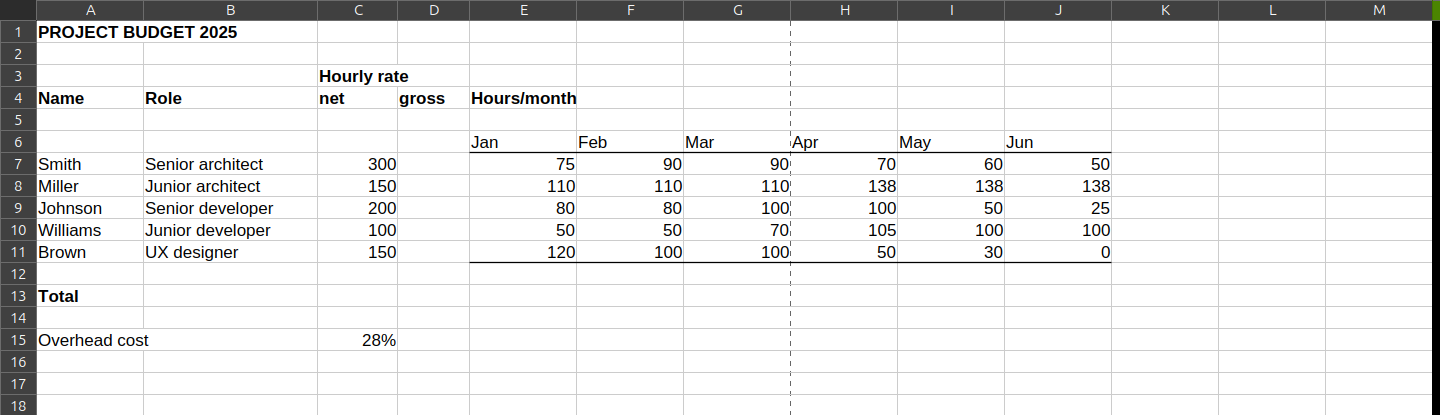 A B C D E F G H I J K L M
1 PROJECT BUDGET 2025
2
3 Hourly rate
4 Name Role net gross Hours/month
5
6 Jan Feb Mar Apr May Jun
7 Smith Senior architect 300 75 90 90 70 60 50
8 Miller Junior architect 150 110 110 110 138 138 138
9 Johnson Senior developer 200 80 80 100 100 50 25
10 Williams Junior developer 100 50 50 70 105 100 100
11 Brown UX designer 150 120 100 100 50 30 0
12
13 Total
14
15 Overhead cost 28%
16
17
18